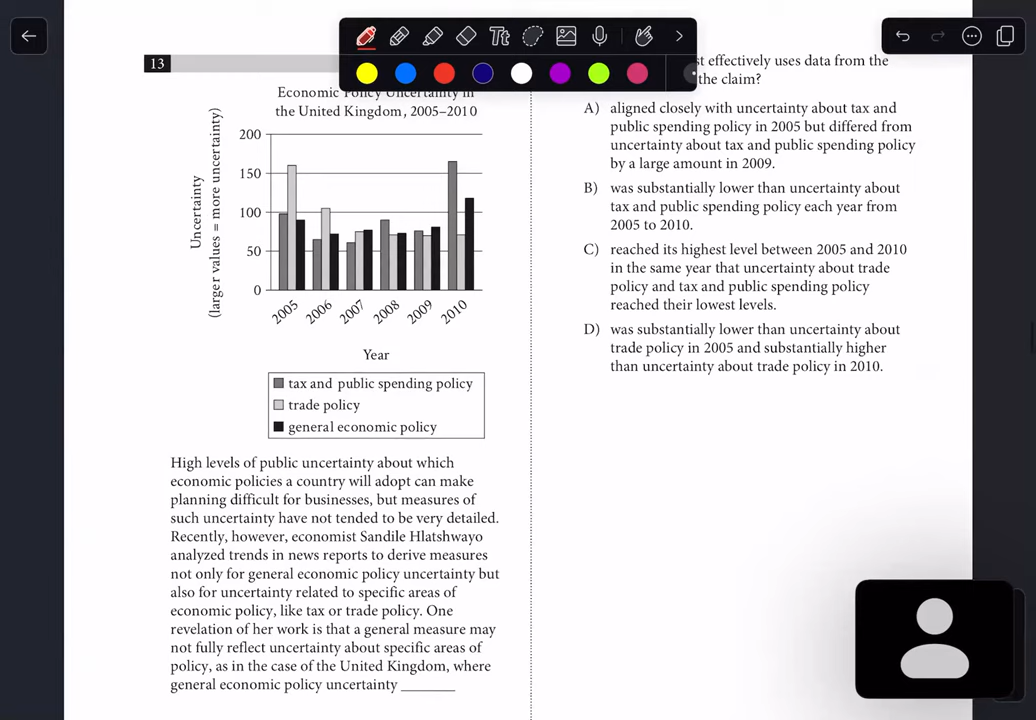 Tt
13
Economic Policy Uncertainty in
the United Kingdom, 2005–2010
Uncertainty
(larger values = more uncertainty)
200
150
100
50
0
2005
2006
2007
2008
2009
2010
Year
tax and public spending policy
trade policy
general economic policy
High levels of public uncertainty about which
economic policies a country will adopt can make
planning difficult for businesses, but measures of
such uncertainty have not tended to be very detailed.
Recently, however, economist Sandile Hlatshwayo
analyzed trends in news reports to derive measures
not only for general economic policy uncertainty but
also for uncertainty related to specific areas of
economic policy, like tax or trade policy. One
revelation of her work is that a general measure may
not fully reflect uncertainty about specific areas of
policy, as in the case of the United Kingdom, where
general economic policy uncertainty ______
effectively uses data from the
the claim?
A) aligned closely with uncertainty about tax and
public spending policy in 2005 but differed from
uncertainty about tax and public spending policy
by a large amount in 2009.
B) was substantially lower than uncertainty about
tax and public spending policy each year from
2005 to 2010.
C) reached its highest level between 2005 and 2010
in the same year that uncertainty about trade
policy and tax and public spending policy
reached their lowest levels.
D) was substantially lower than uncertainty about
trade policy in 2005 and substantially higher
than uncertainty about trade policy in 2010.